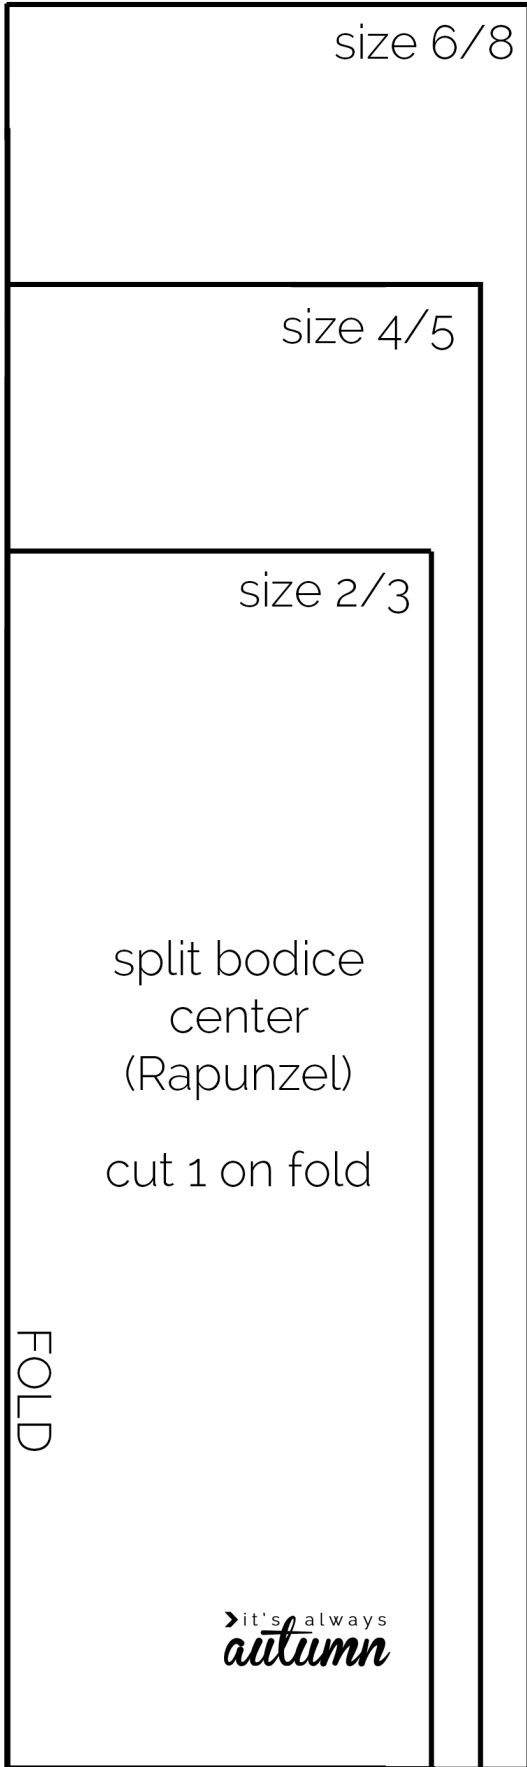 size 6/8
size 4/5
size 2/3
split bodice
center
(Rapunzel)
cut 1 on fold
FOLD
it's always
autumn